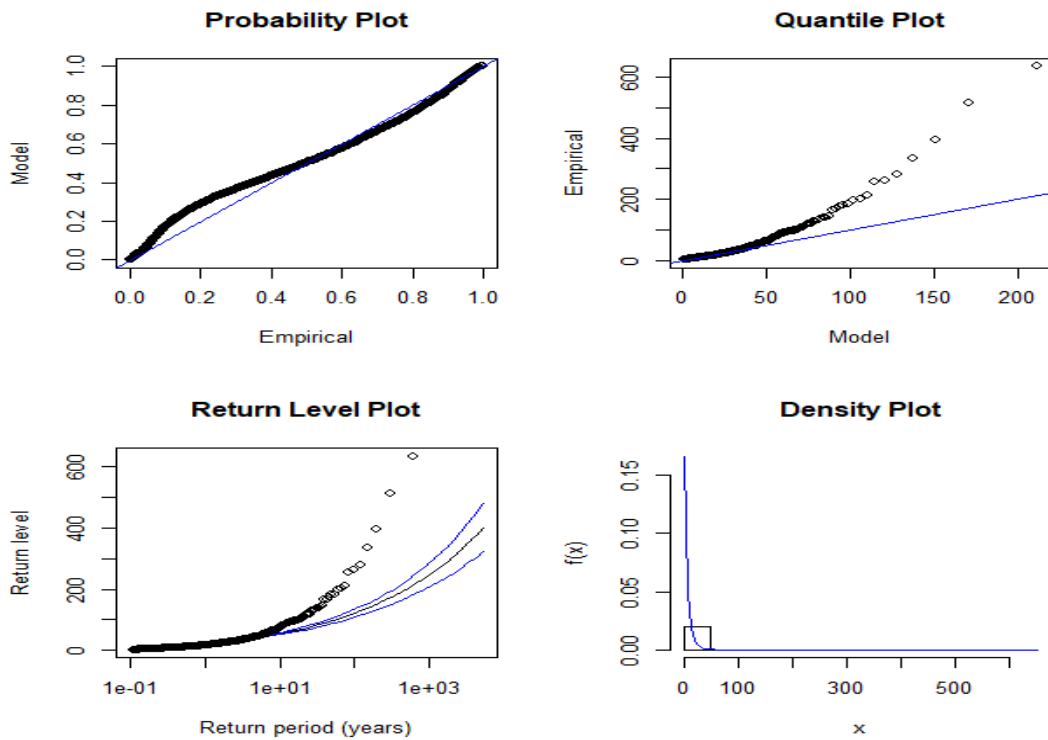 Probability Plot
Model
0.0 0.2 0.4 0.6 0.8 1.0
0.0 0.2 0.4 0.6 0.8 1.0
Empirical
Quantile Plot
Empirical
0 200 400 600
0 50 100 150 200
Model
Return Level Plot
Return level
0 200 400 600
1e-01 1e+01 1e+03
Return period (years)
Density Plot
f(x)
0.00 0.05 0.10 0.15
0 100 300 500
x